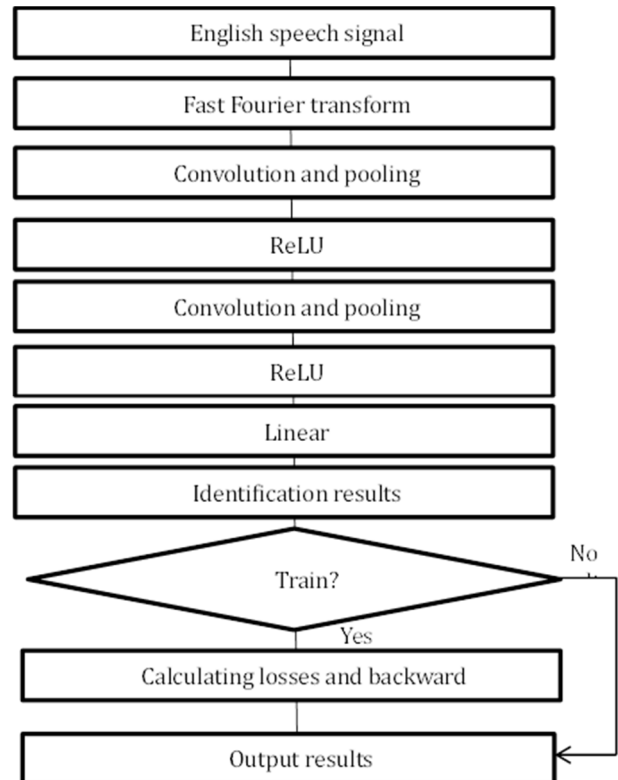 English speech signal
Fast Fourier transform
Convolution and pooling
ReLU
Convolution and pooling
ReLU
Linear
Identification results
Train?
No
Yes
Calculating losses and backward
Output results